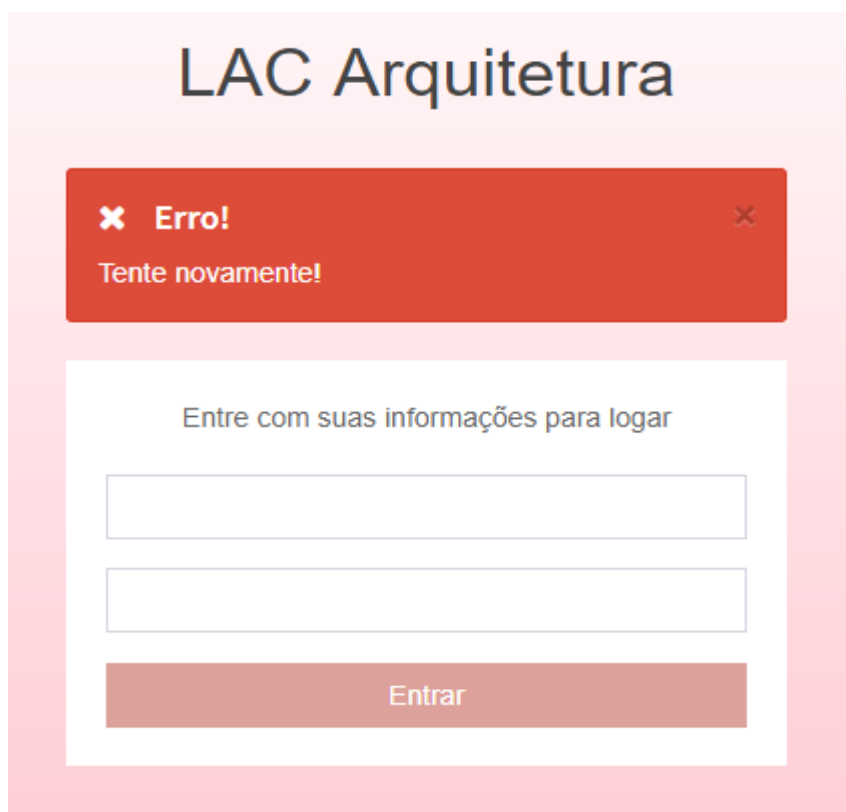 LAC Arquitetura
Erro!
Tente novamente!
Entre com suas informações para logar
Entrar